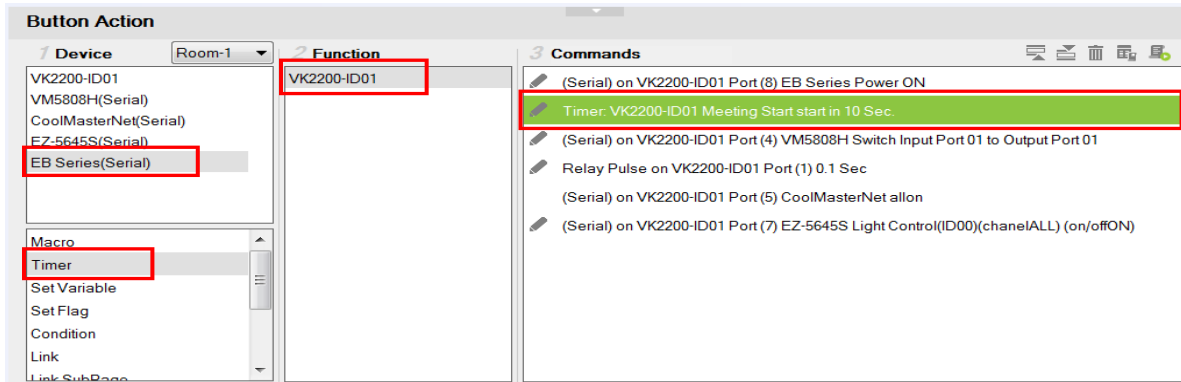 Button Action
1 Device
Room-1
VK2200-ID01
VM5808H(Serial)
CoolMasterNet(Serial)
EZ-5645S(Serial)
EB Series(Serial)
Macro
Timer
Set Variable
Set Flag
Condition
Link
Link SubPage
2 Function
VK2200-ID01
3 Commands
(Serial) on VK2200-ID01 Port (8) EB Series Power ON
Timer: VK2200-ID01 Meeting Start start in 10 Sec.
(Serial) on VK2200-ID01 Port (4) VM5808H Switch Input Port 01 to Output Port 01
Relay Pulse on VK2200-ID01 Port (1) 0.1 Sec
(Serial) on VK2200-ID01 Port (5) CoolMasterNet allon
(Serial) on VK2200-ID01 Port (7) EZ-5645S Light Control(ID00)(chanelALL) (on/offON)